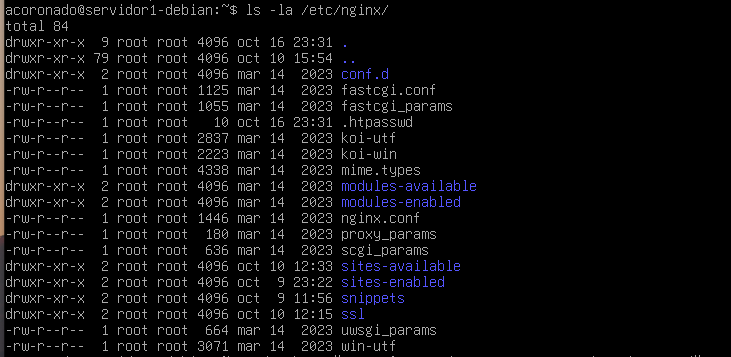 acoronado@servidor1-debian:~$ ls -la /etc/nginx/
total 84
drwxr-xr-x  9 root root 4096 oct 16 23:31 .
drwxr-xr-x 79 root root 4096 oct 10 15:54 ..
drwxr-xr-x  2 root root 4096 mar 14  2023 conf.d
-rw-r--r--  1 root root 1125 mar 14  2023 fastcgi.conf
-rw-r--r--  1 root root 1055 mar 14  2023 fastcgi_params
-rw-r--r--  1 root root   10 oct 16 23:31 .htpasswd
-rw-r--r--  1 root root 2837 mar 14  2023 koi-utf
-rw-r--r--  1 root root 2223 mar 14  2023 koi-win
-rw-r--r--  1 root root 4338 mar 14  2023 mime.types
drwxr-xr-x  2 root root 4096 mar 14  2023 modules-available
drwxr-xr-x  2 root root 4096 mar 14  2023 modules-enabled
-rw-r--r--  1 root root 1446 mar 14  2023 nginx.conf
-rw-r--r--  1 root root  180 mar 14  2023 proxy_params
-rw-r--r--  1 root root  636 mar 14  2023 scgi_params
drwxr-xr-x  2 root root 4096 oct 10 12:33 sites-available
drwxr-xr-x  2 root root 4096 oct  9 23:22 sites-enabled
drwxr-xr-x  2 root root 4096 oct  9 11:56 snippets
drwxr-xr-x  2 root root 4096 oct 10 12:15 ssl
-rw-r--r--  1 root root  664 mar 14  2023 uwsgi_params
-rw-r--r--  1 root root 3071 mar 14  2023 win-utf